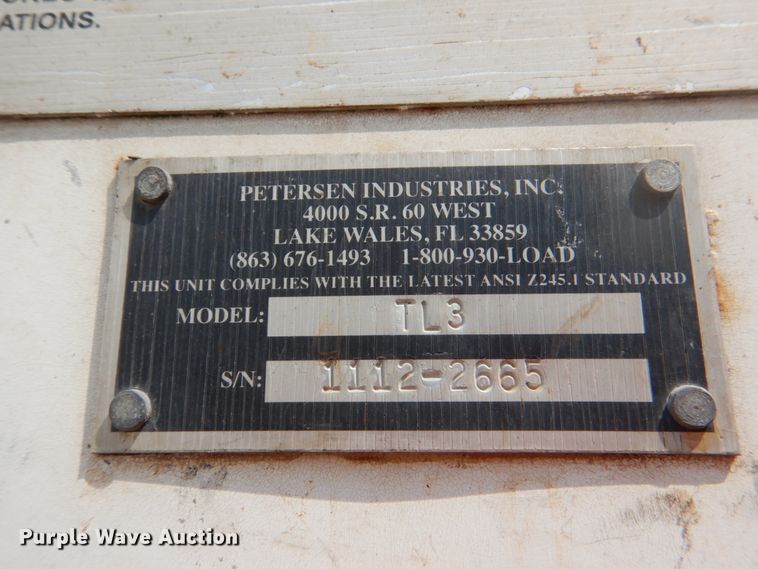 ATIONS.
PETERSEN INDUSTRIES, INC.
4000 S.R. 60 WEST
LAKE WALES, FL 33859
(863) 676-1493 1-800-930-LOAD
THIS UNIT COMPLIES WITH THE LATEST ANSI Z245.1 STANDARD
MODEL: TL3
S/N: 1112-2665
Purple Wave Auction